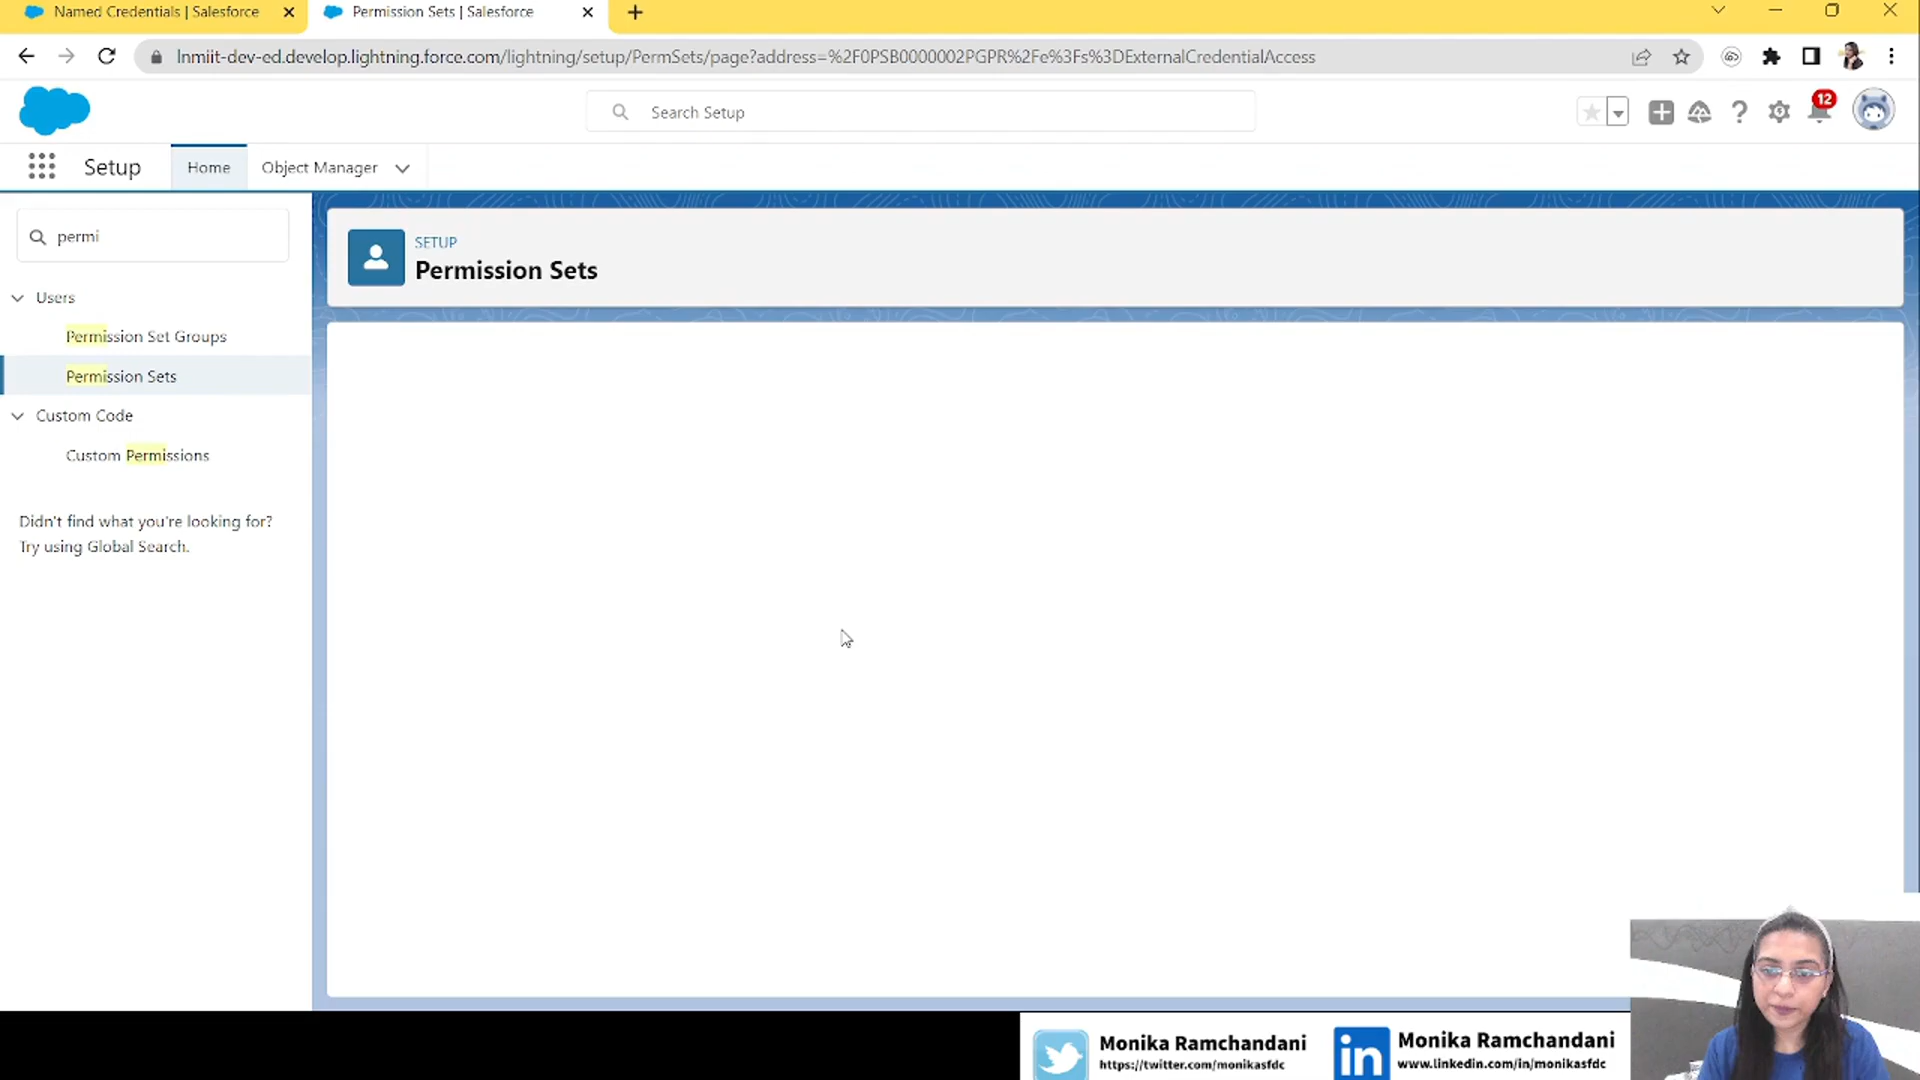 Named Credentials | Salesforce
Permission Sets | Salesforce
lnmiit-dev-ed.develop.lightning.force.com/lightning/setup/PermSets/page?address=%2F0PSB0000002PGPR%2Fe%3Fs%3DExternalCredentialAccess
Search Setup
12
Setup
Home
Object Manager
permi
Users
Permission Set Groups
Permission Sets
Custom Code
Custom Permissions
Didn't find what you're looking for?
Try using Global Search.
SETUP
Permission Sets
Monika Ramchandani
https://twitter.com/monikasfdc
in
Monika Ramchandani
www.linkedin.com/in/monikasfdc